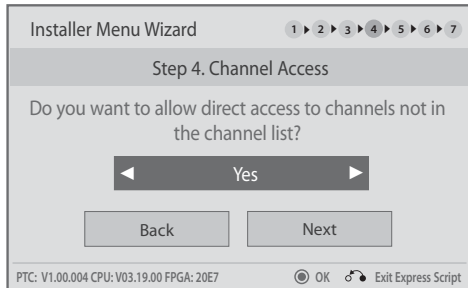 Installer Menu Wizard 1 2 3 4 5 6 7
Step 4. Channel Access
Do you want to allow direct access to channels not in
the channel list?
Yes
Back Next
PTC: V1.00.004 CPU: V03.19.00 FPGA: 20E7 OK Exit Express Script